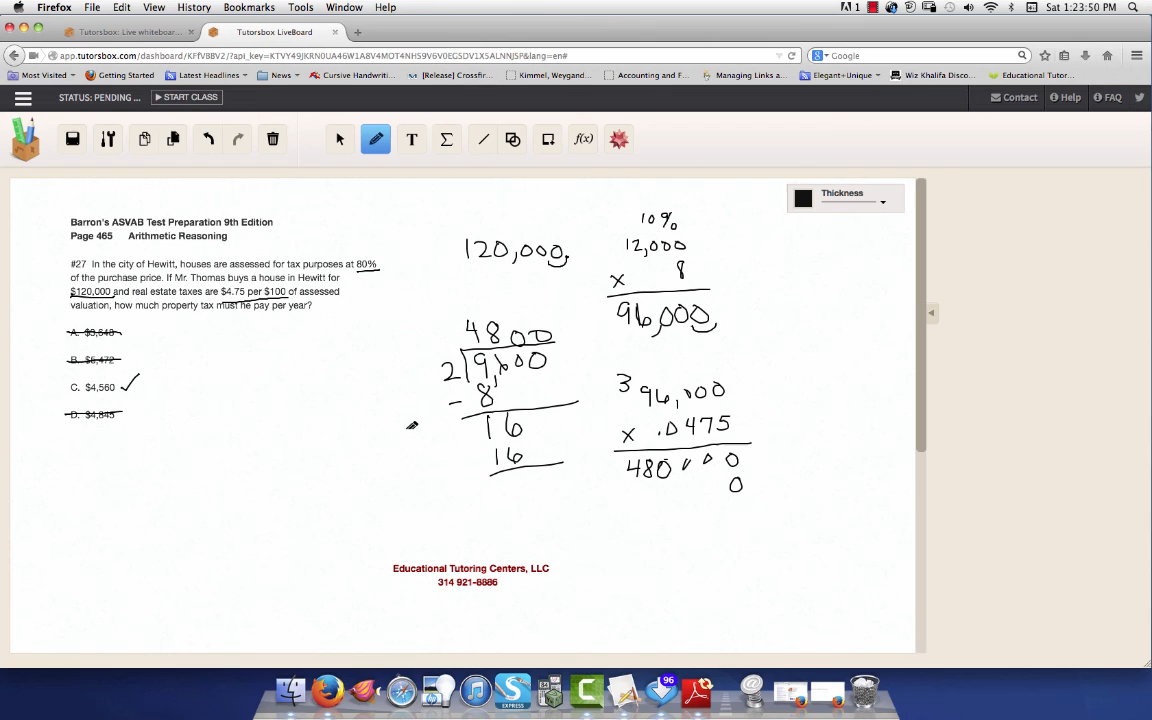 Firefox File Edit View History Bookmarks Tools Window Help
1 Sat 1:23:50 PM
Tutorsbox: Live whiteboar... × Tutorsbox LiveBoard × +
app.tutorsbox.com/dashboard/KFfVBBV2/?api_key=KTVY49JKRN0UA46W1A8V4MOT4NH59V6V0EGSDV1X5ALNNJSP&lang=en#
Google
Most Visited Getting Started Latest Headlines News Cursive Handwriti... [Release] Crossfir... Kimmel, Weygand... Accounting and F... Managing Links a... Elegant+Unique Wiz Khalifa Disco... Educational Tutor...
STATUS: PENDING ... START CLASS
Contact Help FAQ
T Σ f(x)
Thickness
Barron's ASVAB Test Preparation 9th Edition
Page 465 Arithmetic Reasoning
#27 In the city of Hewitt, houses are assessed for tax purposes at 80%
of the purchase price. If Mr. Thomas buys a house in Hewitt for
$120,000 and real estate taxes are $4.75 per $100 of assessed
valuation, how much property tax must he pay per year?
A. $3,648
B. $6,472
C. $4,560 ✓
D. $4,845
120,000.
4800
2
- 8
16
16
10%
12,000
x 8
96,000.
3 96,000
x .0475
480000
0
Educational Tutoring Centers, LLC
314 921-8886
EXPRESS
96